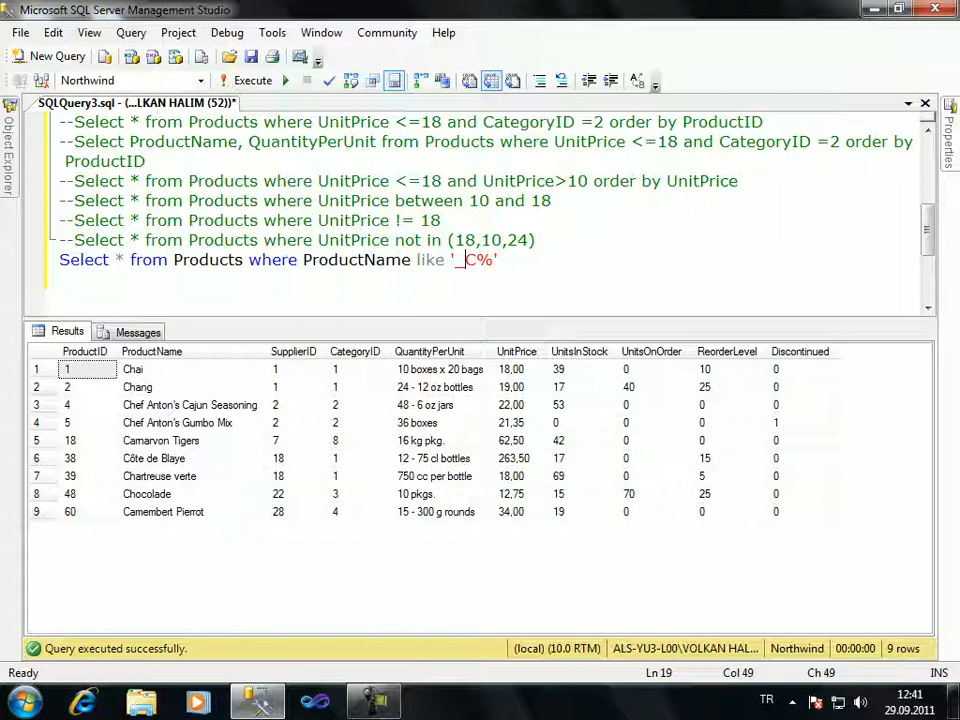 Microsoft SQL Server Management Studio
File Edit View Query Project Debug Tools Window Community Help
New Query
Northwind Execute
SQLQuery3.sql - (...LKAN HALIM (52))*
Object Explorer
Properties
--Select * from Products where UnitPrice <=18 and CategoryID =2 order by ProductID
--Select ProductName, QuantityPerUnit from Products where UnitPrice <=18 and CategoryID =2 order by
ProductID
--Select * from Products where UnitPrice <=18 and UnitPrice>10 order by UnitPrice
--Select * from Products where UnitPrice between 10 and 18
--Select * from Products where UnitPrice != 18
--Select * from Products where UnitPrice not in (18,10,24)
Select * from Products where ProductName like '_C%'
Results Messages
ProductID ProductName SupplierID CategoryID QuantityPerUnit UnitPrice UnitsInStock UnitsOnOrder ReorderLevel Discontinued
1 1 Chai 1 1 10 boxes x 20 bags 18,00 39 0 10 0
2 2 Chang 1 1 24 - 12 oz bottles 19,00 17 40 25 0
3 4 Chef Anton's Cajun Seasoning 2 2 48 - 6 oz jars 22,00 53 0 0 0
4 5 Chef Anton's Gumbo Mix 2 2 36 boxes 21,35 0 0 0 1
5 18 Carnarvon Tigers 7 8 16 kg pkg. 62,50 42 0 0 0
6 38 Côte de Blaye 18 1 12 - 75 cl bottles 263,50 17 0 15 0
7 39 Chartreuse verte 18 1 750 cc per bottle 18,00 69 0 5 0
8 48 Chocolade 22 3 10 pkgs. 12,75 15 70 25 0
9 60 Camembert Pierrot 28 4 15 - 300 g rounds 34,00 19 0 0 0
Query executed successfully. (local) (10.0 RTM) ALS-YU3-L00\VOLKAN HAL... Northwind 00:00:00 9 rows
Ready Ln 19 Col 49 Ch 49 INS
TR 12:41
29.09.2011